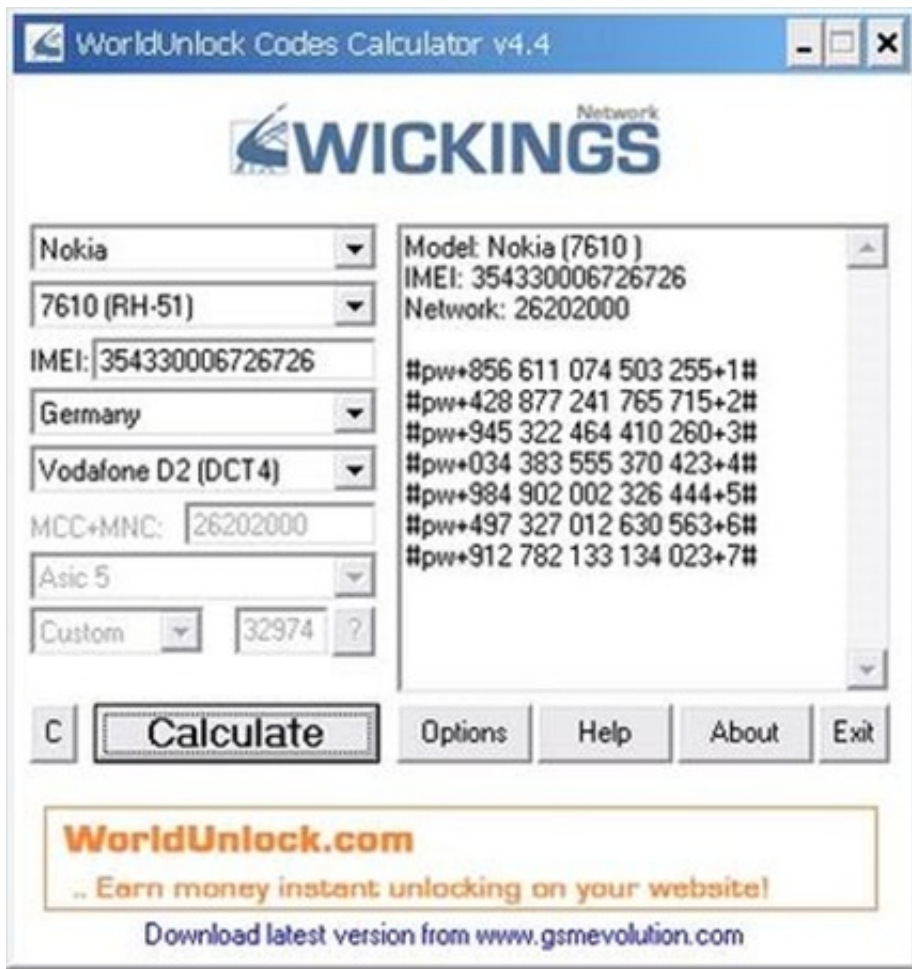 WorldUnlock Codes Calculator v4.4
Network
WICKINGS
Nokia
7610 (RH-51)
IMEI: 354330006726726
Germany
Vodafone D2 (DCT4)
MCC+MNC: 26202000
Asic 5
Custom 32974 ?
Model: Nokia (7610 )
IMEI: 354330006726726
Network: 26202000
#pw+856 611 074 503 255+1#
#pw+428 877 241 765 715+2#
#pw+945 322 464 410 260+3#
#pw+034 383 555 370 423+4#
#pw+984 902 002 326 444+5#
#pw+497 327 012 630 563+6#
#pw+912 782 133 134 023+7#
C Calculate Options Help About Exit
WorldUnlock.com
.. Earn money instant unlocking on your website!
Download latest version from www.gsmevolution.com